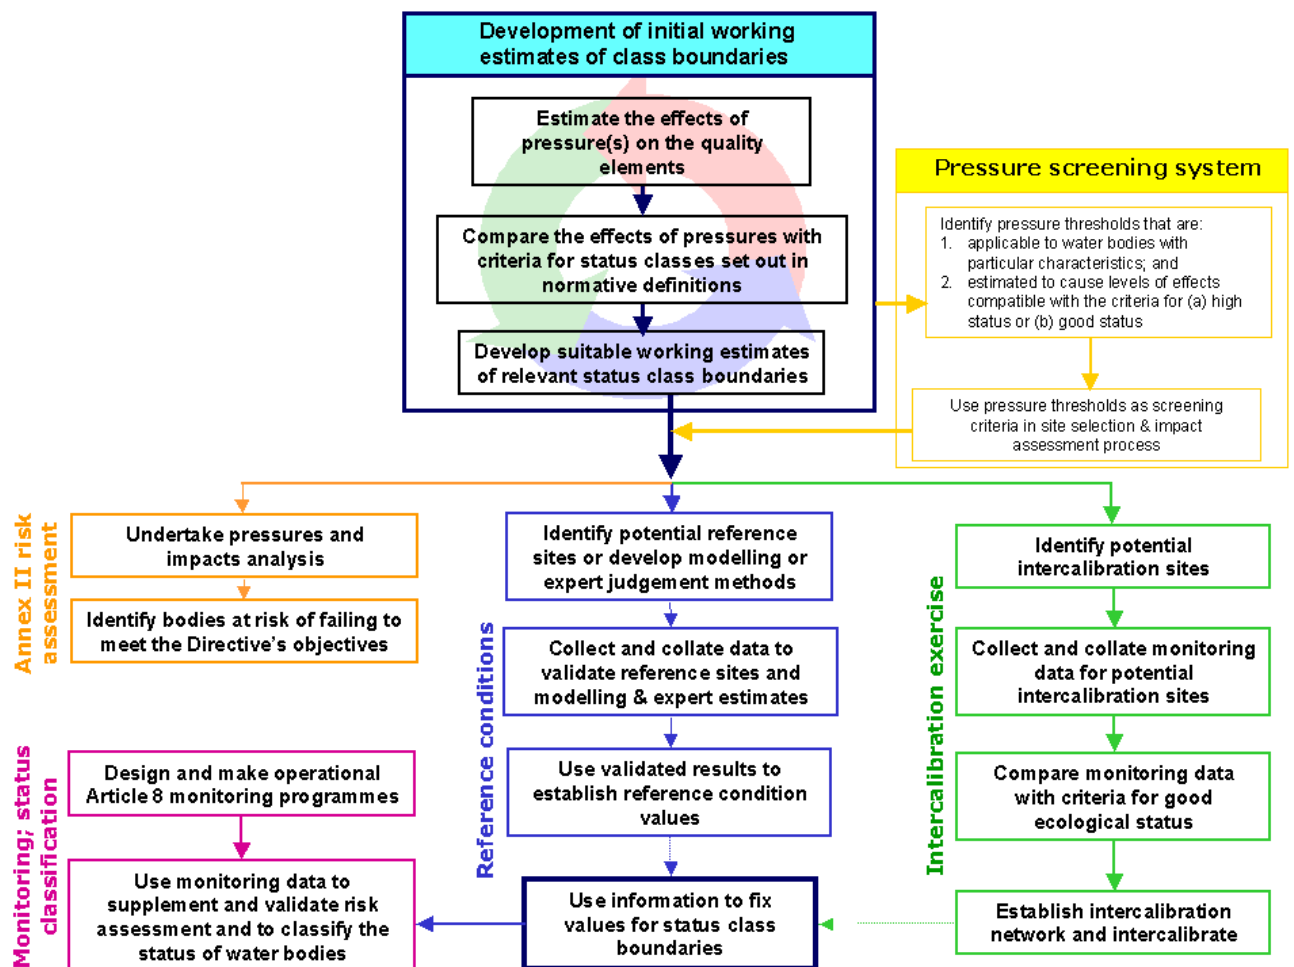 Development of initial working
estimates of class boundaries
Estimate the effects of
pressure(s) on the quality
elements
Compare the effects of pressures with
criteria for status classes set out in
normative definitions
Develop suitable working estimates
of relevant status class boundaries
Pressure screening system
Identify pressure thresholds that are:
1. applicable to water bodies with
particular characteristics; and
2. estimated to cause levels of effects
compatible with the criteria for (a) high
status or (b) good status
Use pressure thresholds as screening
criteria in site selection & impact
assessment process
Annex II risk
assessment
Undertake pressures and
impacts analysis
Identify bodies at risk of failing to
meet the Directive's objectives
Monitoring; status
classification
Design and make operational
Article 8 monitoring programmes
Use monitoring data to
supplement and validate risk
assessment and to classify the
status of water bodies
Reference conditions
Identify potential reference
sites or develop modelling or
expert judgement methods
Collect and collate data to
validate reference sites and
modelling & expert estimates
Use validated results to
establish reference condition
values
Use information to fix
values for status class
boundaries
Intercalibration exercise
Identify potential
intercalibration sites
Collect and collate monitoring
data for potential
intercalibration sites
Compare monitoring data
with criteria for good
ecological status
Establish intercalibration
network and intercalibrate